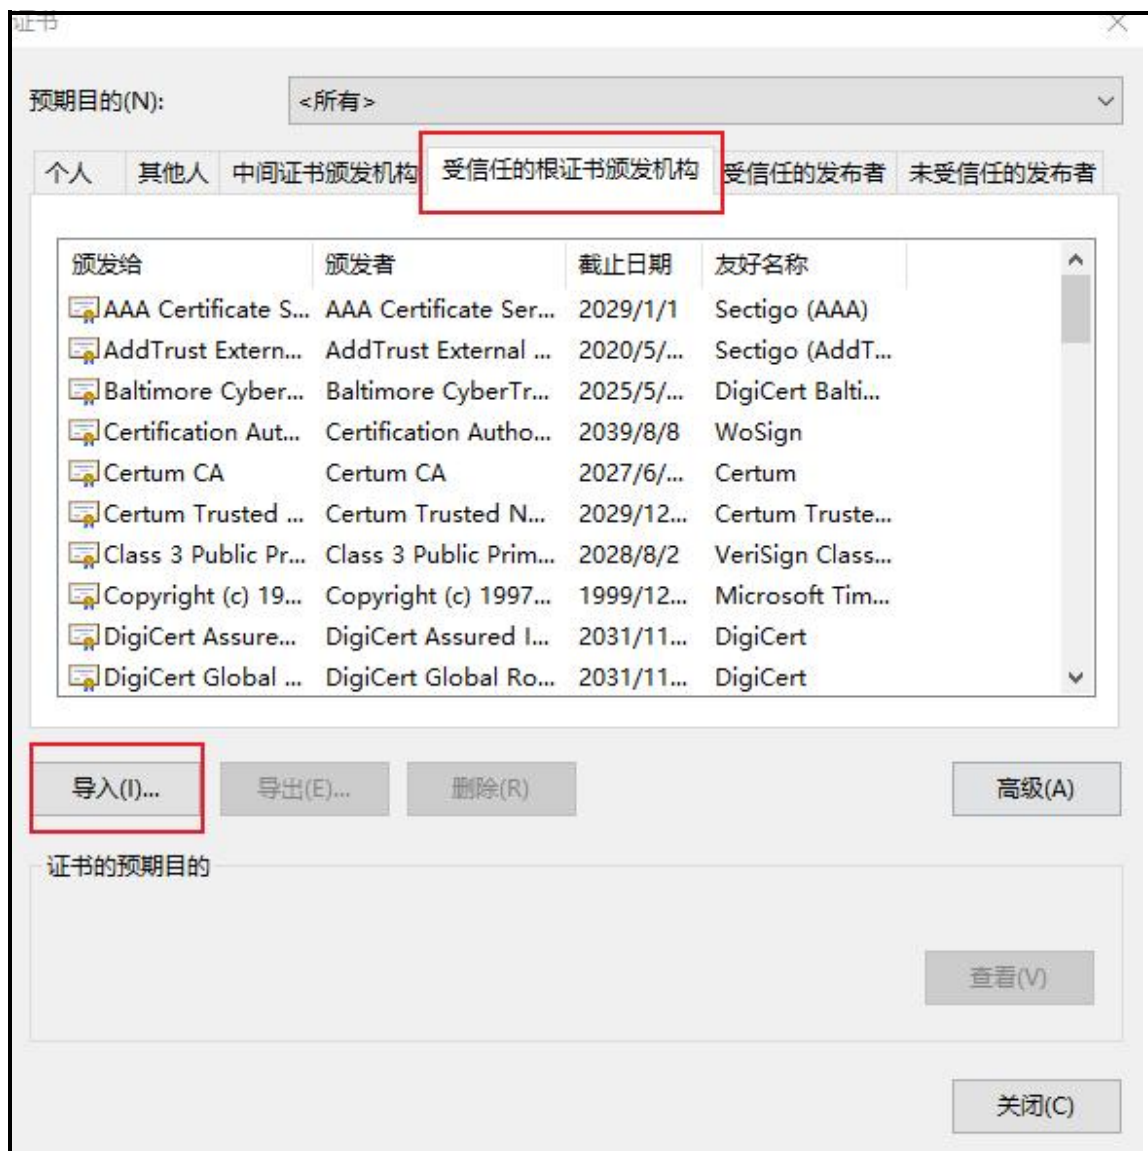 证书
预期目的(N): <所有>
个人 其他人 中间证书颁发机构 受信任的根证书颁发机构 受信任的发布者 未受信任的发布者
颁发给 颁发者 截止日期 友好名称
AAA Certificate S... AAA Certificate Ser... 2029/1/1 Sectigo (AAA)
AddTrust Extern... AddTrust External ... 2020/5/... Sectigo (AddT...
Baltimore Cyber... Baltimore CyberTr... 2025/5/... DigiCert Balti...
Certification Aut... Certification Autho... 2039/8/8 WoSign
Certum CA Certum CA 2027/6/... Certum
Certum Trusted ... Certum Trusted N... 2029/12... Certum Truste...
Class 3 Public Pr... Class 3 Public Prim... 2028/8/2 VeriSign Class...
Copyright (c) 19... Copyright (c) 1997... 1999/12... Microsoft Tim...
DigiCert Assure... DigiCert Assured I... 2031/11... DigiCert
DigiCert Global ... DigiCert Global Ro... 2031/11... DigiCert
导入(I)... 导出(E)... 删除(R) 高级(A)
证书的预期目的
查看(V)
关闭(C)